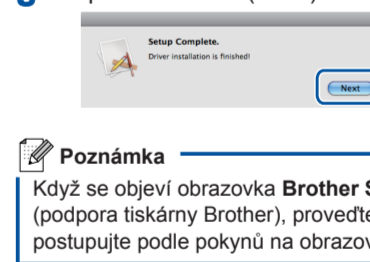 Setup Complete.
Driver installation is finished!
Next
Poznámka
Když se objeví obrazovka Brother
(podpora tiskárny Brother), proveďte
postupujte podle pokynů na